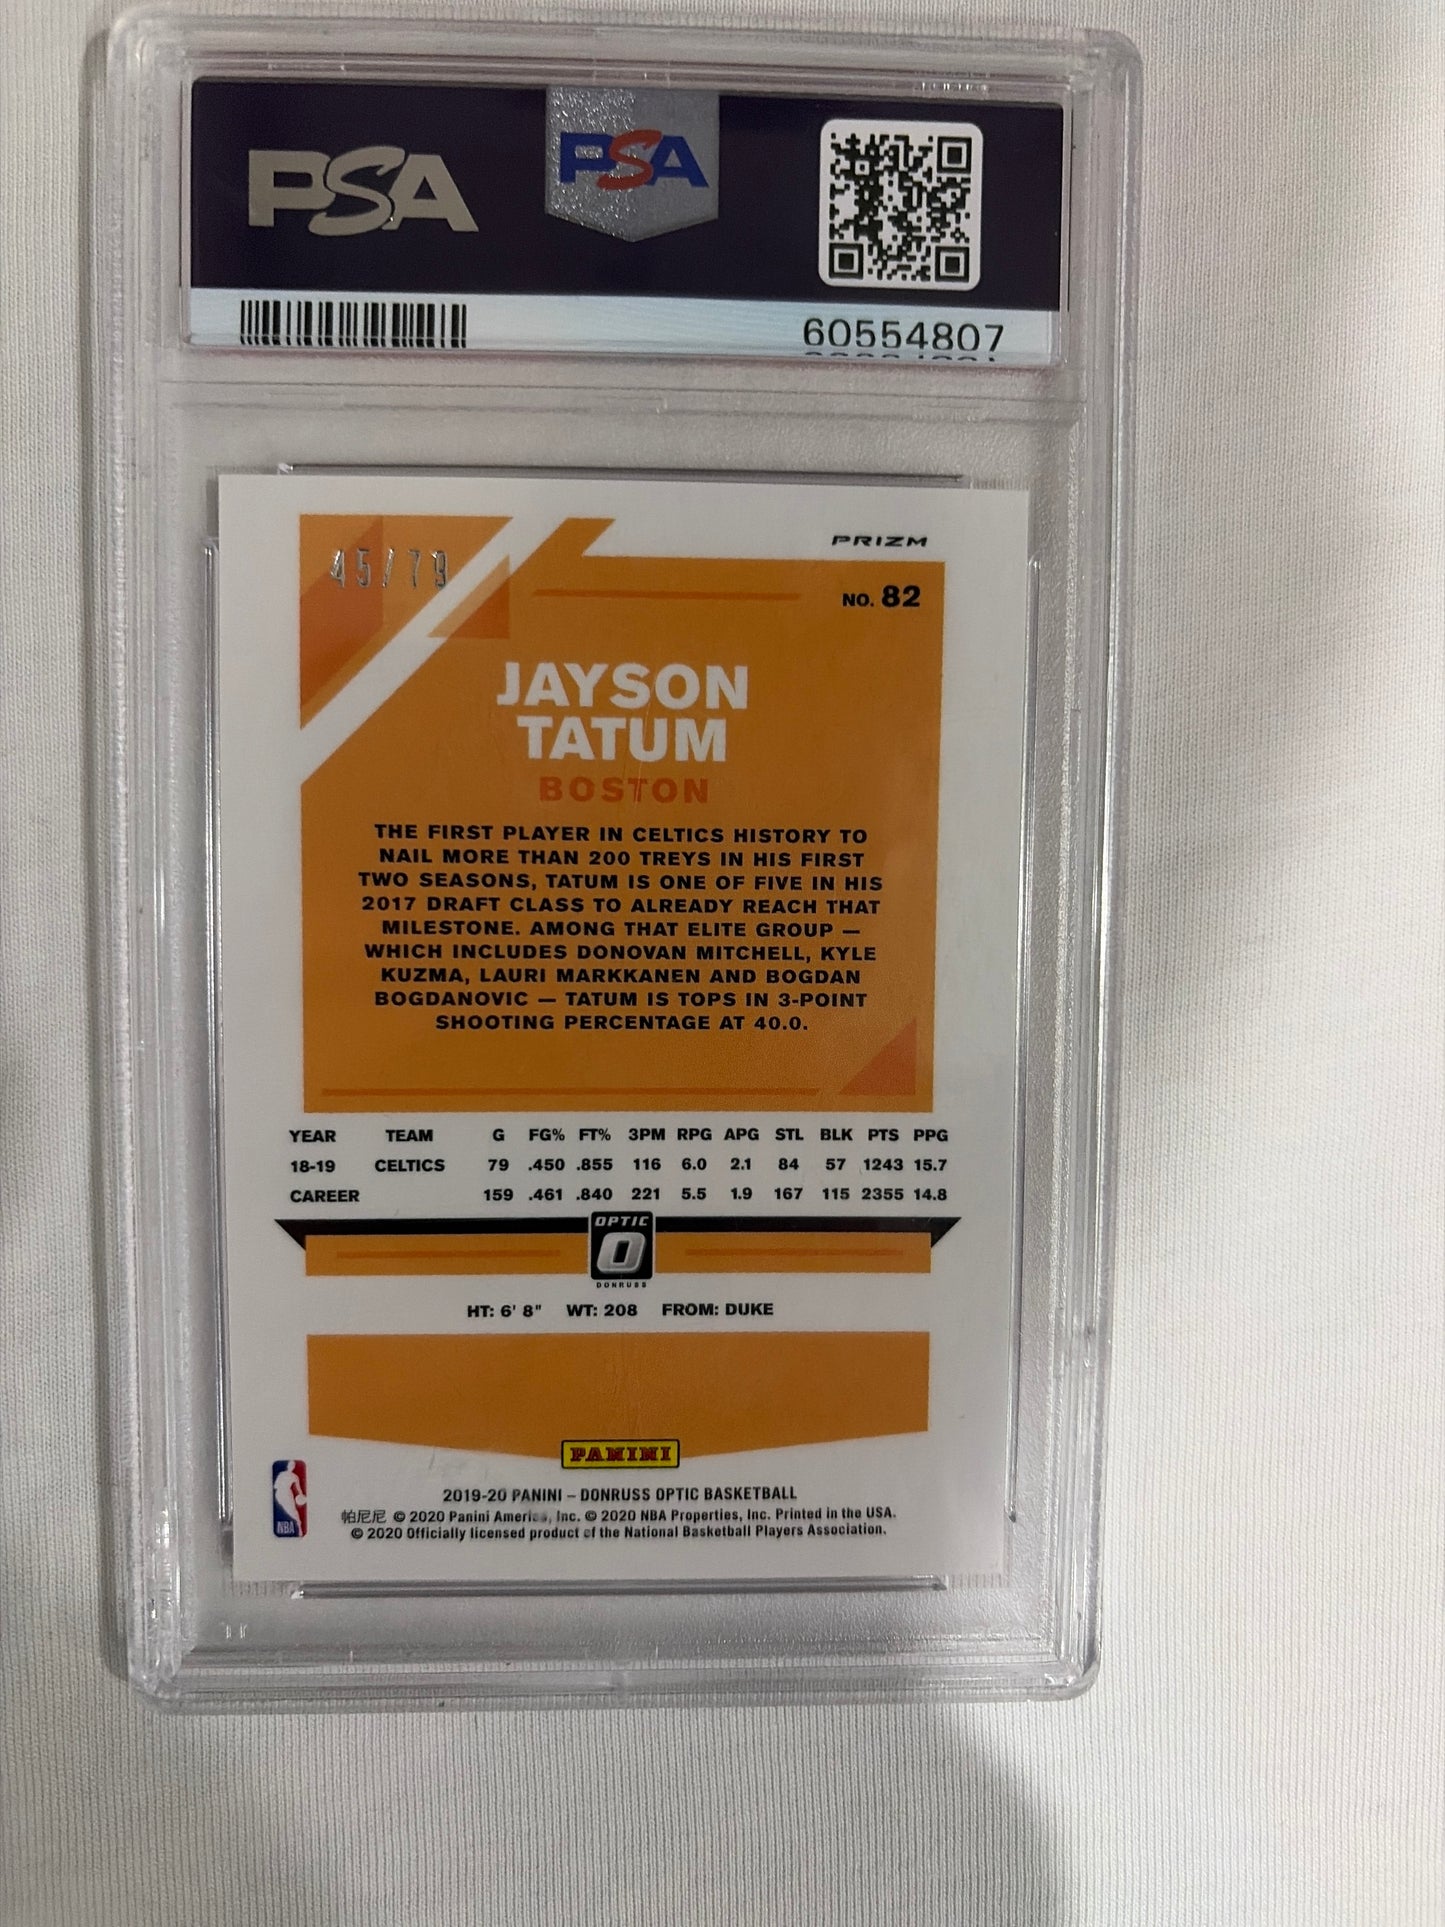 PSA PSA
60554807
45/79
PRIZM
NO. 82
JAYSON
TATUM
BOSTON
THE FIRST PLAYER IN CELTICS HISTORY TO
NAIL MORE THAN 200 TREYS IN HIS FIRST
TWO SEASONS, TATUM IS ONE OF FIVE IN HIS
2017 DRAFT CLASS TO ALREADY REACH THAT
MILESTONE. AMONG THAT ELITE GROUP —
WHICH INCLUDES DONOVAN MITCHELL, KYLE
KUZMA, LAURI MARKKANEN AND BOGDAN
BOGDANOVIC — TATUM IS TOPS IN 3-POINT
SHOOTING PERCENTAGE AT 40.0.
YEAR TEAM G FG% FT% 3PM RPG APG STL BLK PTS PPG
18-19 CELTICS 79 .450 .855 116 6.0 2.1 84 57 1243 15.7
CAREER 159 .461 .840 221 5.5 1.9 167 115 2355 14.8
OPTIC
DONRUSS
HT: 6' 8" WT: 208 FROM: DUKE
PANINI
NBA
2019-20 PANINI – DONRUSS OPTIC BASKETBALL
帕尼尼 © 2020 Panini America, Inc. © 2020 NBA Properties, Inc. Printed in the USA.
© 2020 Officially licensed product of the National Basketball Players Association.